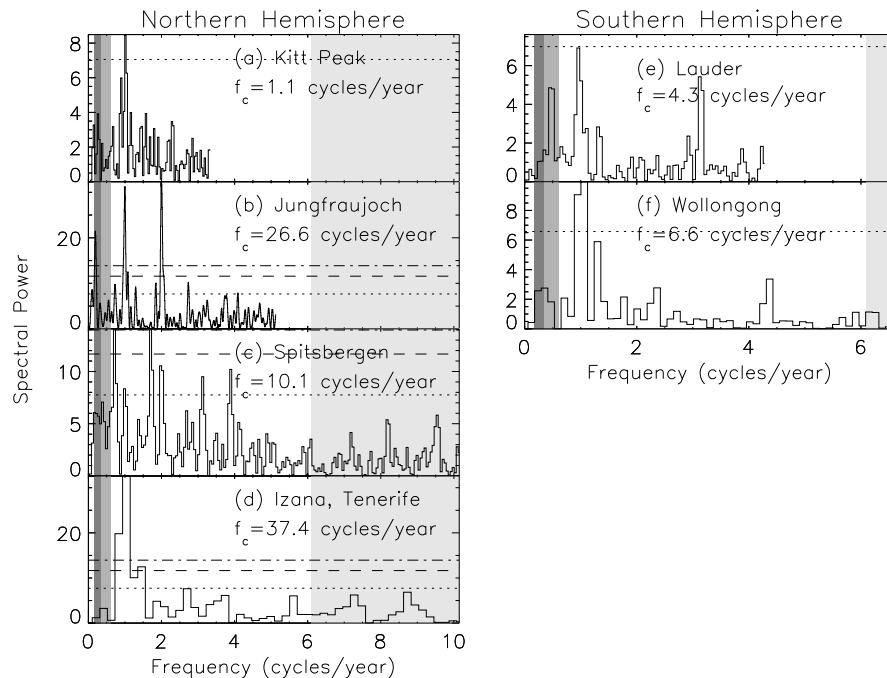 Northern Hemisphere
Southern Hemisphere
(a) Kitt Peak
f_c=1.1 cycles/year
8
6
4
2
0
(b) Jungfraujoch
f_c=26.6 cycles/year
20
0
(c) Spitsbergen
f_c=10.1 cycles/year
10
5
0
(d) Izana, Tenerife
f_c=37.4 cycles/year
20
0
0 2 4 6 8 10
Frequency (cycles/year)
Spectral Power
(e) Lauder
f_c=4.3 cycles/year
6
4
2
0
(f) Wollongong
f_c=6.6 cycles/year
8
6
4
2
0
0 2 4 6
Frequency (cycles/year)